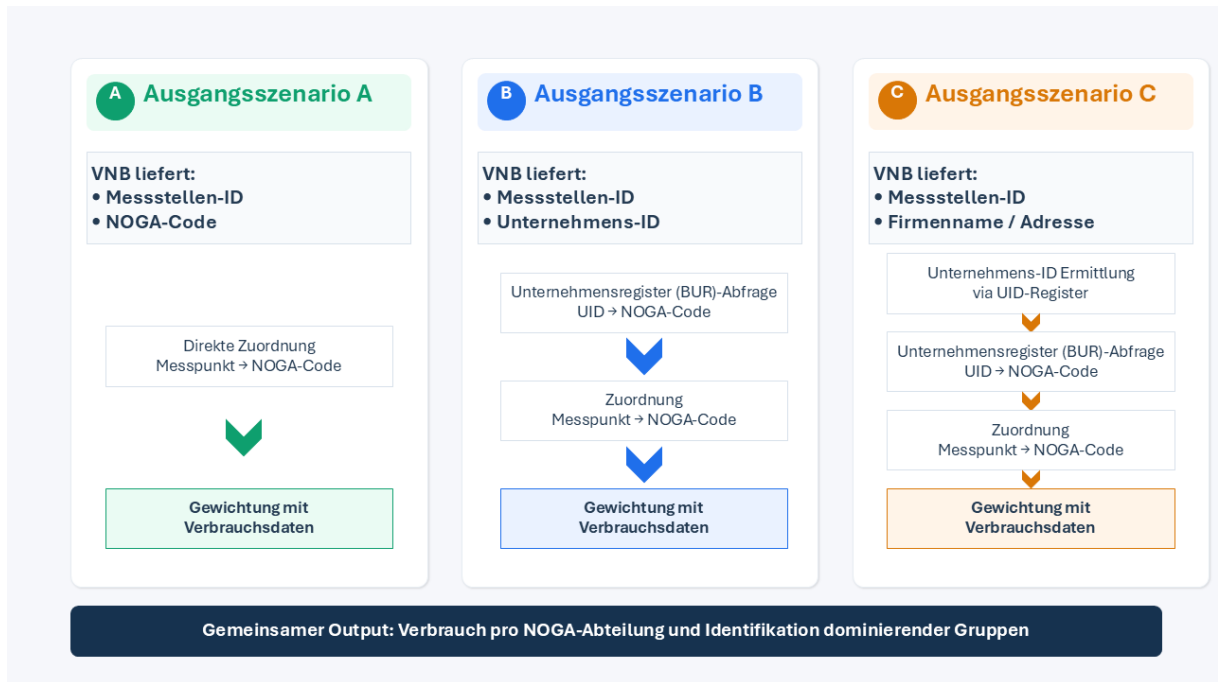 A Ausgangsszenario A
VNB liefert:
• Messstellen-ID
• NOGA-Code
Direkte Zuordnung
Messpunkt → NOGA-Code
Gewichtung mit
Verbrauchsdaten
B Ausgangsszenario B
VNB liefert:
• Messstellen-ID
• Unternehmens-ID
Unternehmensregister (BUR)-Abfrage
UID → NOGA-Code
Zuordnung
Messpunkt → NOGA-Code
Gewichtung mit
Verbrauchsdaten
C Ausgangsszenario C
VNB liefert:
• Messstellen-ID
• Firmenname / Adresse
Unternehmens-ID Ermittlung
via UID-Register
Unternehmensregister (BUR)-Abfrage
UID → NOGA-Code
Zuordnung
Messpunkt → NOGA-Code
Gewichtung mit
Verbrauchsdaten
Gemeinsamer Output: Verbrauch pro NOGA-Abteilung und Identifikation dominierender Gruppen